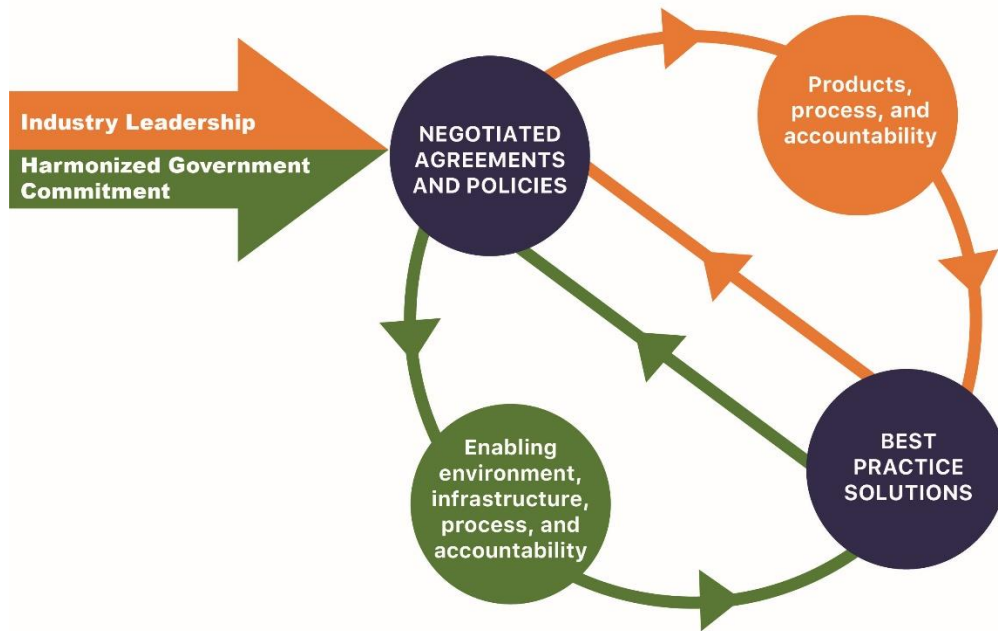 Industry Leadership
Harmonized Government
Commitment
NEGOTIATED
AGREEMENTS
AND POLICIES
Products,
process, and
accountability
Enabling
environment,
infrastructure,
process, and
accountability
BEST
PRACTICE
SOLUTIONS